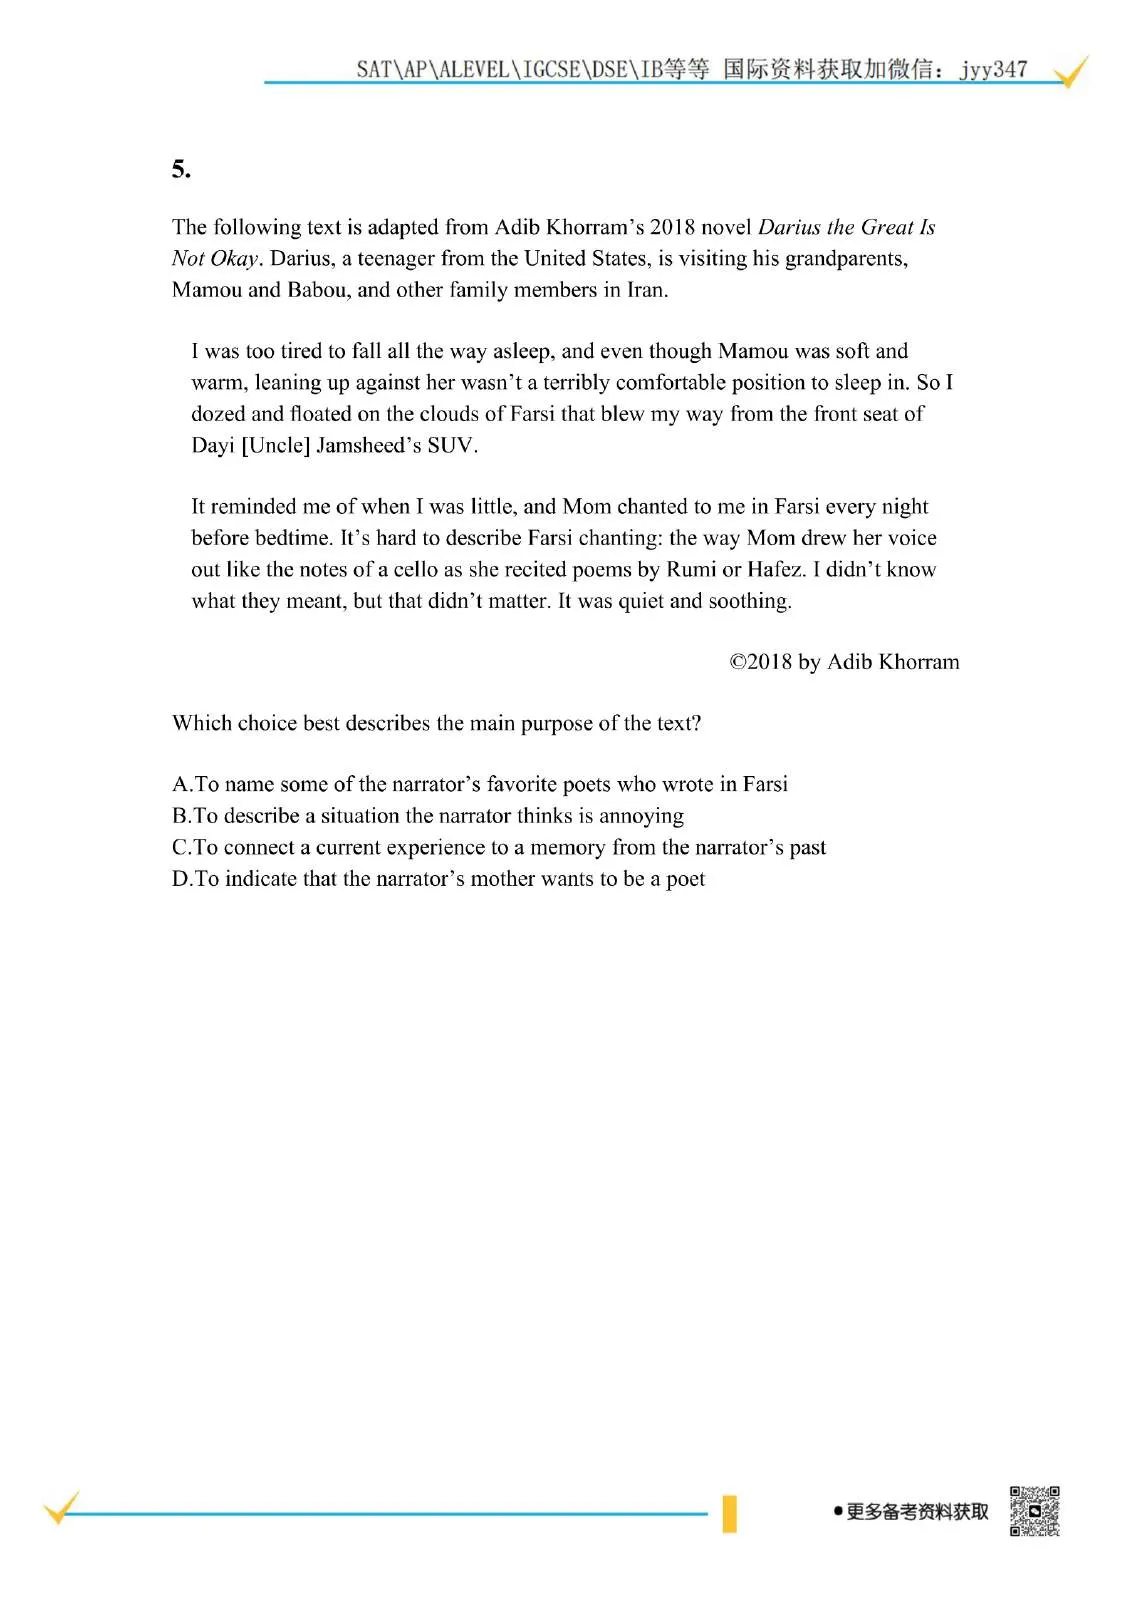 SAT\AP\ALEVEL\IGCSE\DSE\IB等等 国际资料获取加微信：jyy347
5.
The following text is adapted from Adib Khorram’s 2018 novel Darius the Great Is
Not Okay. Darius, a teenager from the United States, is visiting his grandparents,
Mamou and Babou, and other family members in Iran.
I was too tired to fall all the way asleep, and even though Mamou was soft and
warm, leaning up against her wasn’t a terribly comfortable position to sleep in. So I
dozed and floated on the clouds of Farsi that blew my way from the front seat of
Dayi [Uncle] Jamsheed’s SUV.
It reminded me of when I was little, and Mom chanted to me in Farsi every night
before bedtime. It’s hard to describe Farsi chanting: the way Mom drew her voice
out like the notes of a cello as she recited poems by Rumi or Hafez. I didn’t know
what they meant, but that didn’t matter. It was quiet and soothing.
©2018 by Adib Khorram
Which choice best describes the main purpose of the text?
A.To name some of the narrator’s favorite poets who wrote in Farsi
B.To describe a situation the narrator thinks is annoying
C.To connect a current experience to a memory from the narrator’s past
D.To indicate that the narrator’s mother wants to be a poet
•更多备考资料获取